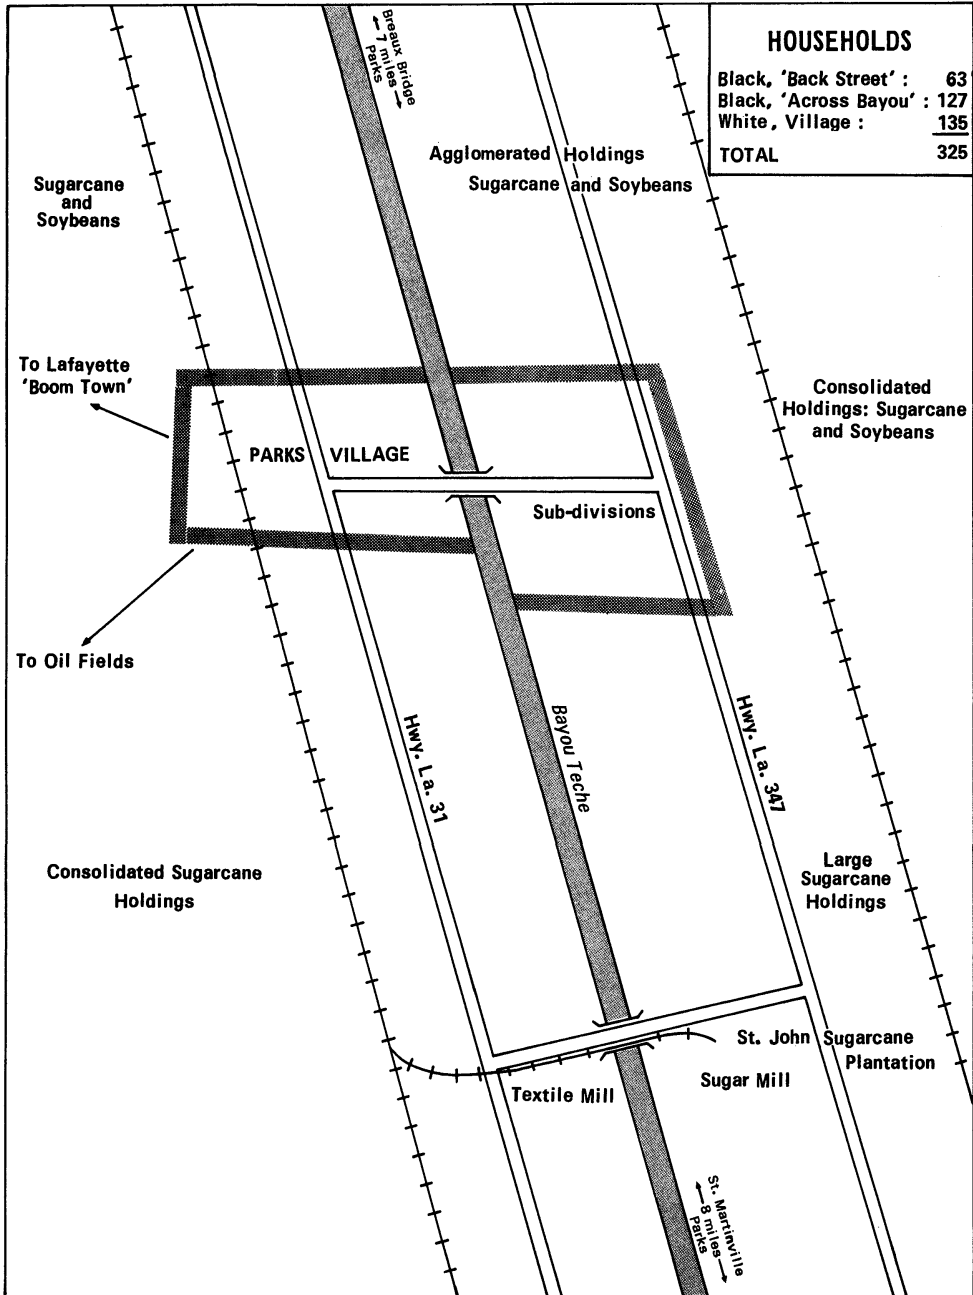 Breaux Bridge
← 7 miles →
Parks
HOUSEHOLDS
Black, 'Back Street' : 63
Black, 'Across Bayou' : 127
White, Village : 135
TOTAL 325
Agglomerated Holdings
Sugarcane and Soybeans
Sugarcane
and
Soybeans
To Lafayette
'Boom Town'
Consolidated
Holdings: Sugarcane
and Soybeans
PARKS VILLAGE
Sub-divisions
To Oil Fields
Hwy. La. 31
Bayou Teche
Hwy. La. 347
Consolidated Sugarcane
Holdings
Large
Sugarcane
Holdings
St. John Sugarcane
Plantation
Textile Mill
Sugar Mill
St. Martinville
← 8 miles →
Parks